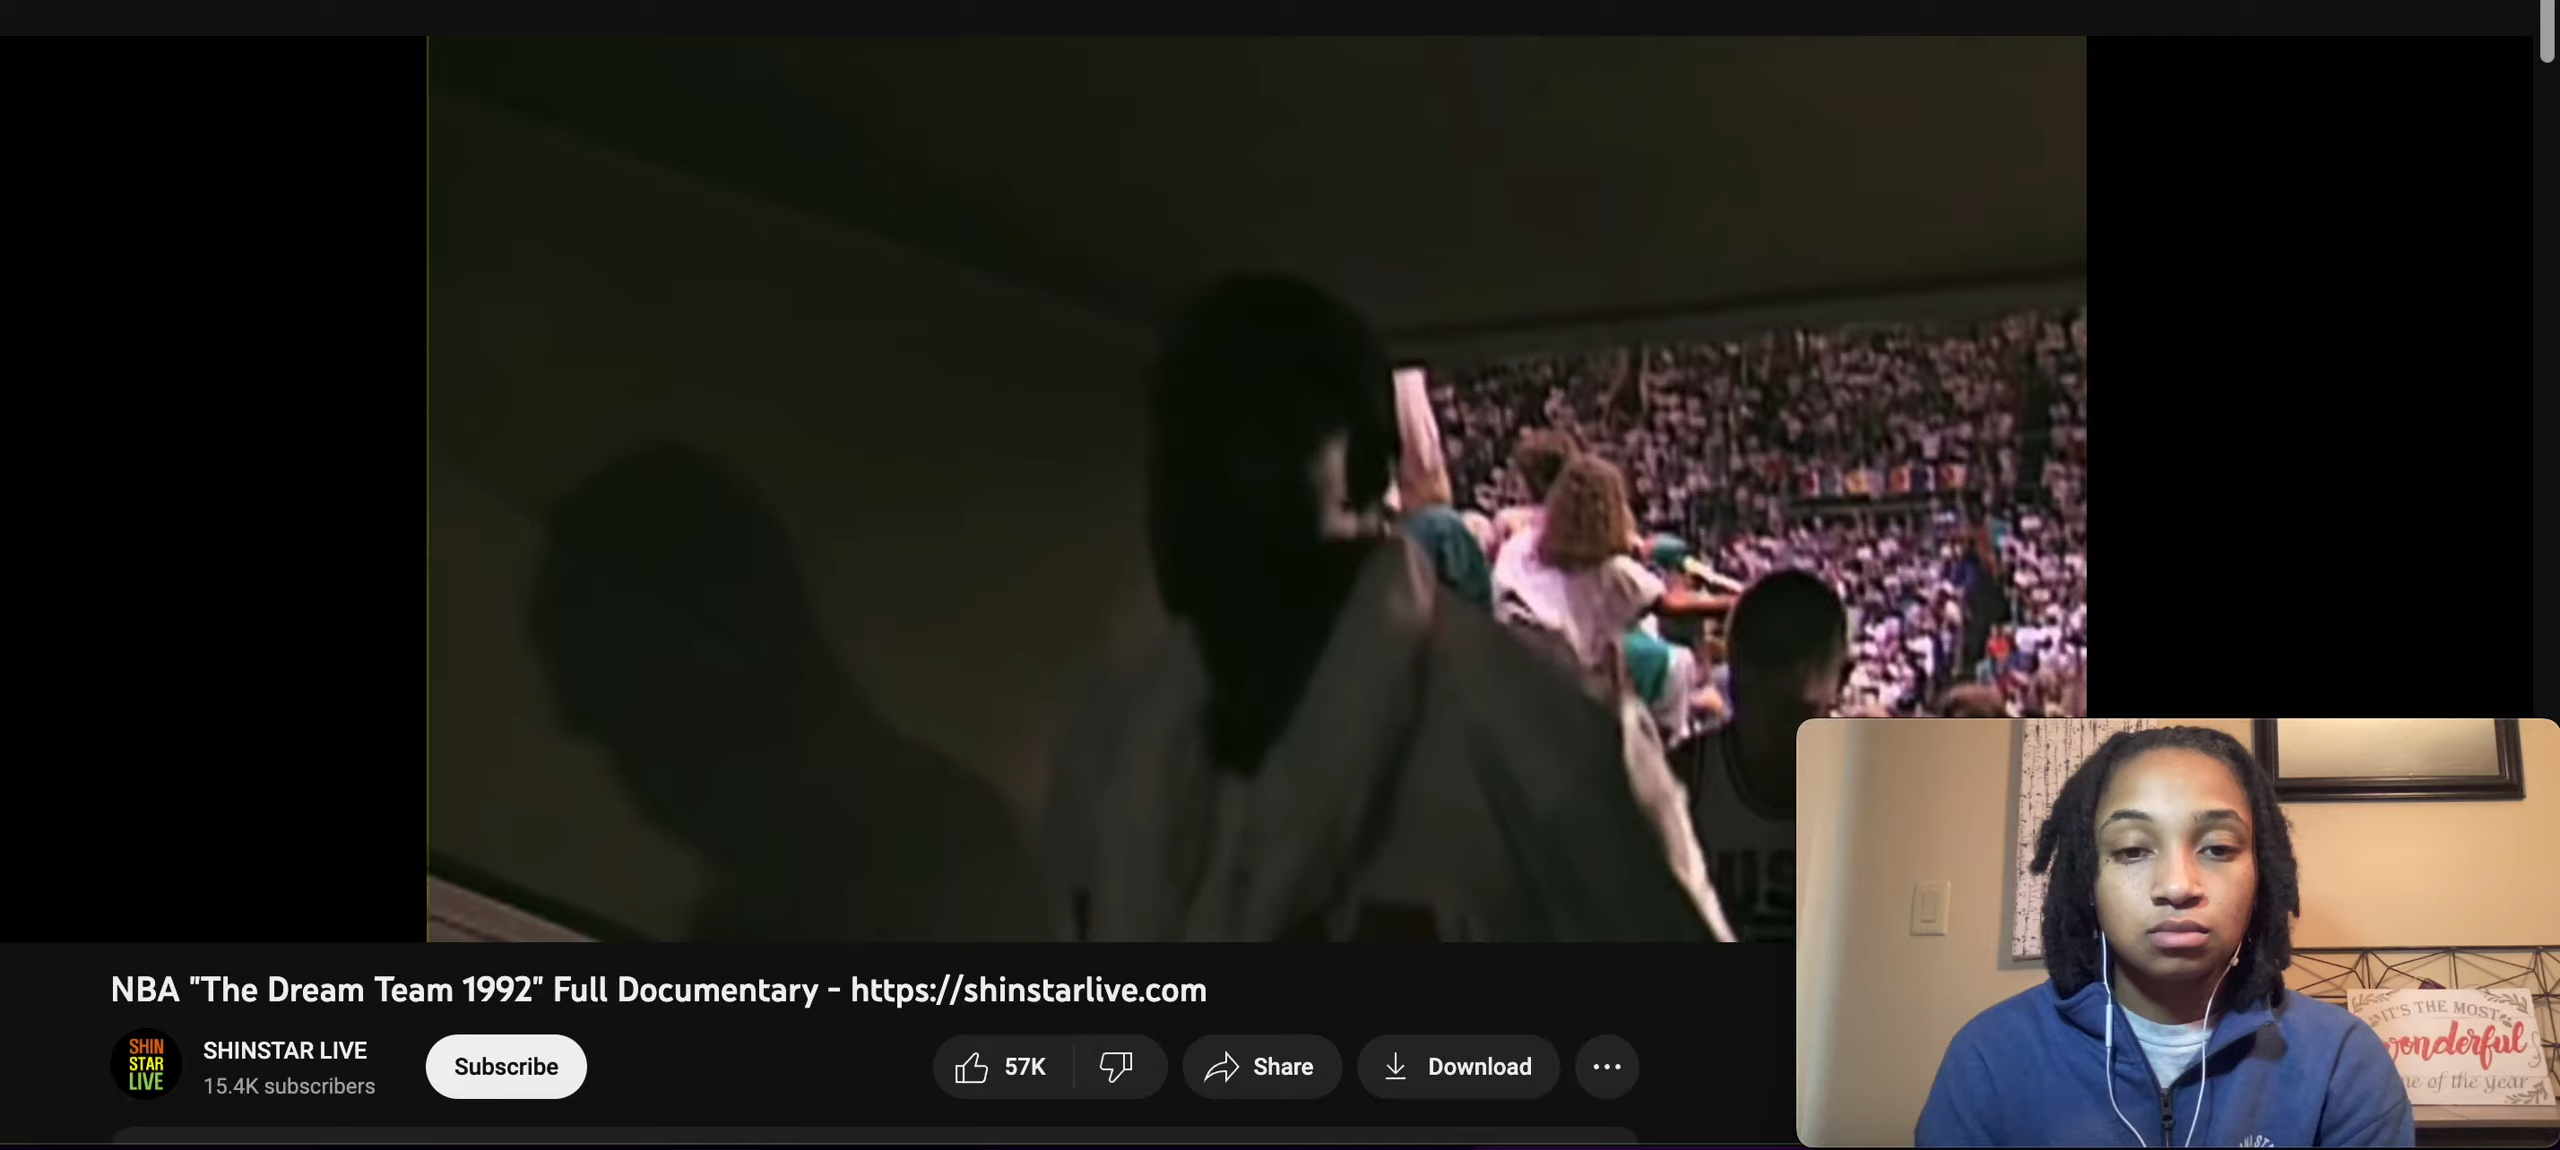 NBA "The Dream Team 1992" Full Documentary - https://shinstarlive.com
SHIN
STAR
LIVE
SHINSTAR LIVE
15.4K subscribers
Subscribe
57K
Share
Download
IT'S THE MOST
wonderful
of the year